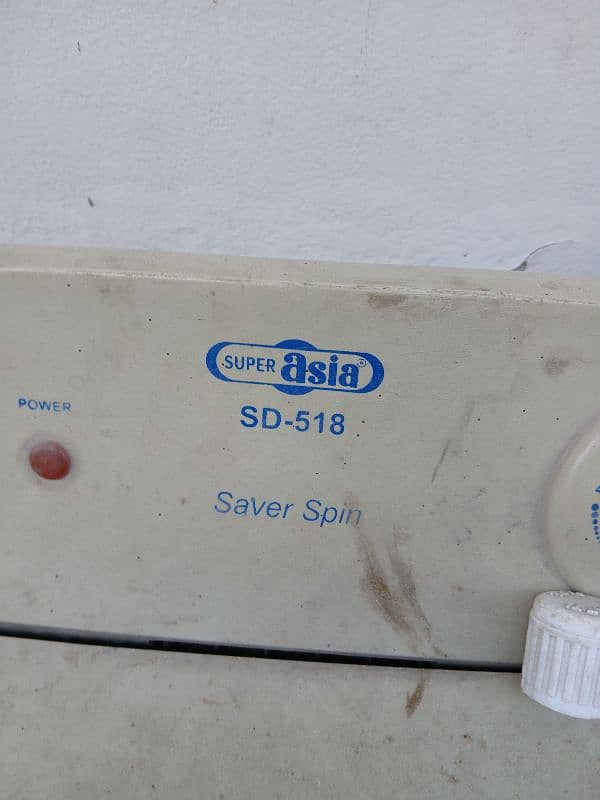 SUPER asia®
SD-518
POWER
Saver Spin